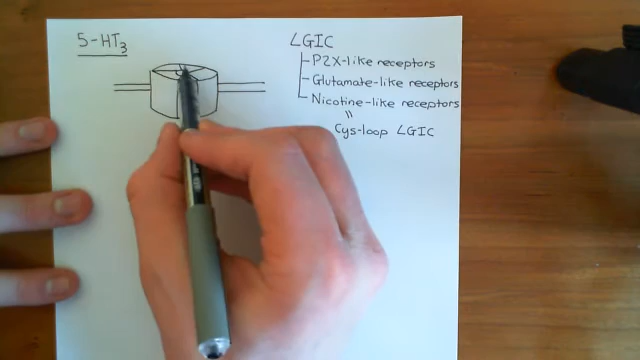 5-HT₃
LGIC
P2X-like receptors
Glutamate-like receptors
Nicotine-like receptors
=
Cys-loop LGIC